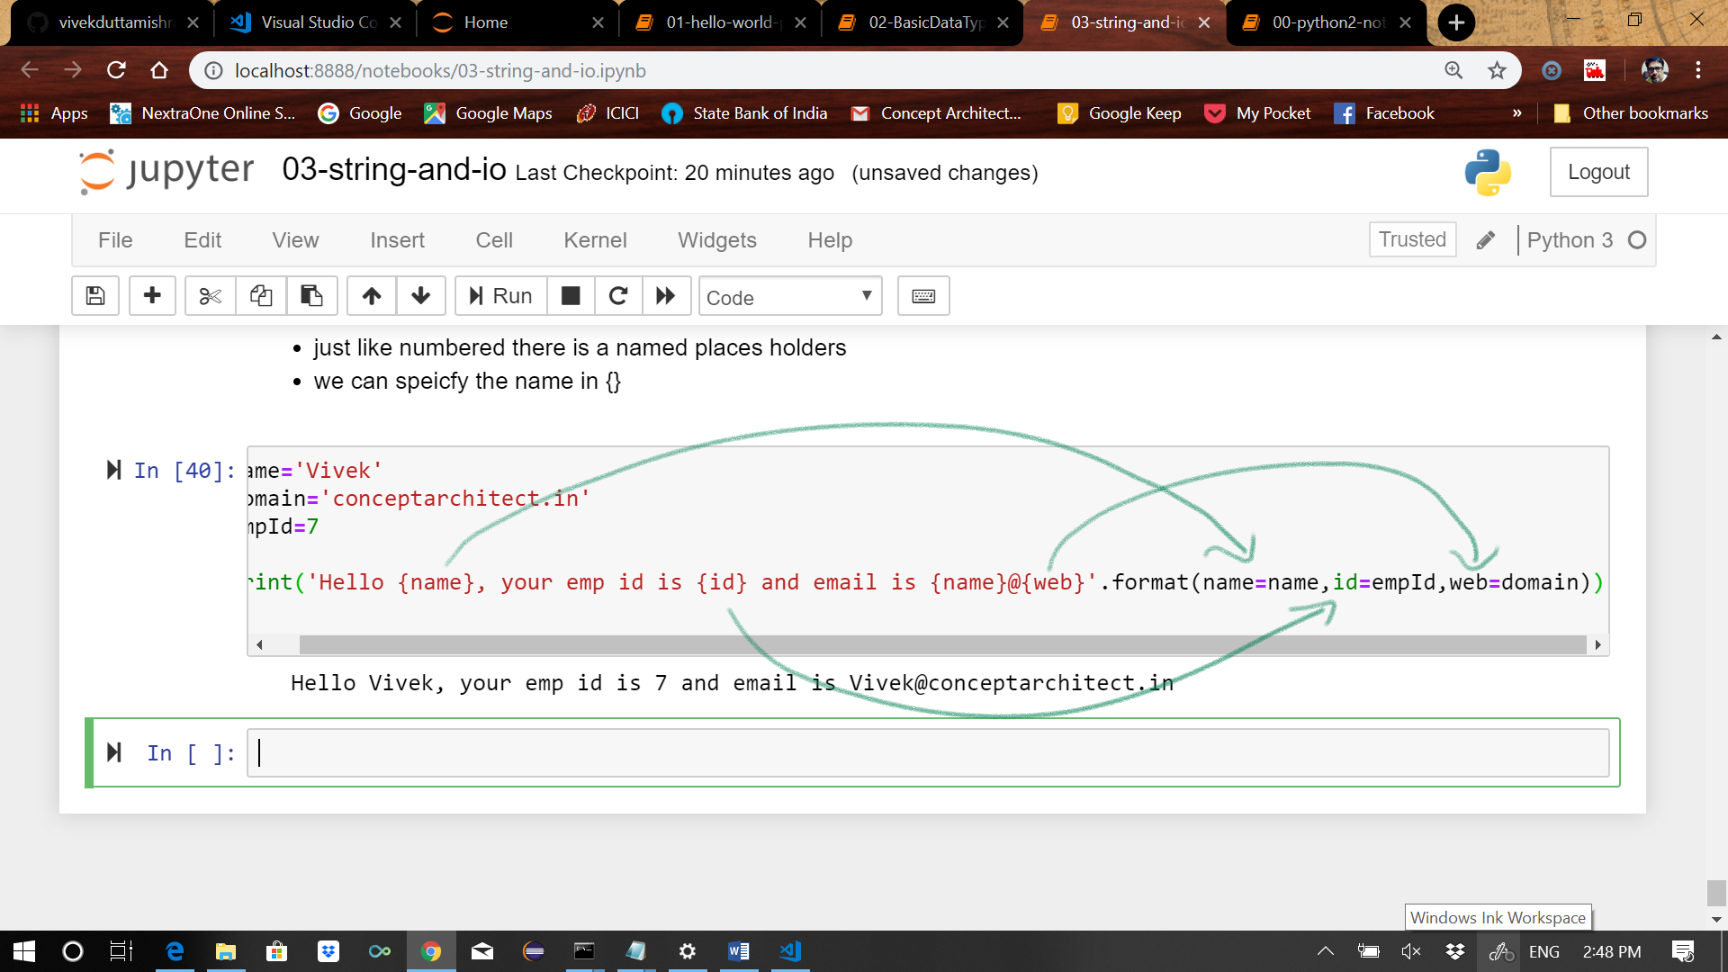 vivekduttamishr
Visual Studio Co
Home
01-hello-world-
02-BasicDataTyp
03-string-and-io
00-python2-not
localhost:8888/notebooks/03-string-and-io.ipynb
Apps
NextraOne Online S...
Google
Google Maps
ICICI
State Bank of India
Concept Architect...
Google Keep
My Pocket
Facebook
»
Other bookmarks
jupyter 03-string-and-io Last Checkpoint: 20 minutes ago (unsaved changes)
Logout
File Edit View Insert Cell Kernel Widgets Help
Trusted
Python 3
Run
Code
• just like numbered there is a named places holders
• we can speicfy the name in {}
In [40]:
ame='Vivek'
omain='conceptarchitect.in'
mpId=7
rint('Hello {name}, your emp id is {id} and email is {name}@{web}'.format(name=name,id=empId,web=domain))
Hello Vivek, your emp id is 7 and email is Vivek@conceptarchitect.in
In [ ]:
Windows Ink Workspace
ENG
2:48 PM